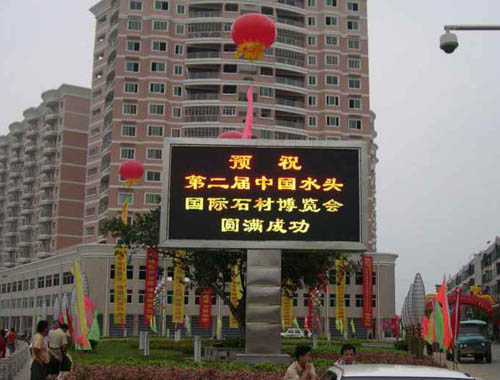 预祝
第二届中国水头
国际石材博览会
圆满成功